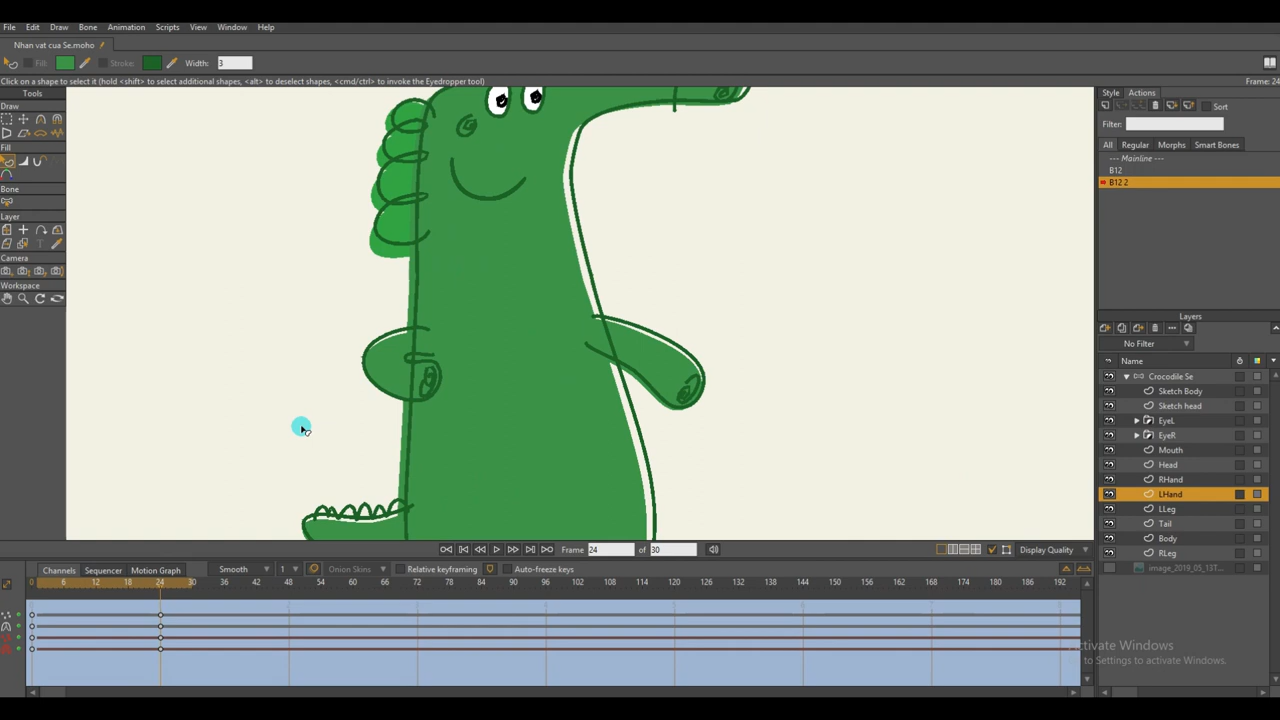 File Edit Draw Bone Animation Scripts View Window Help
Nhan vat cua Se.moho
Fill: Stroke: Width: 3
Click on a shape to select it (hold <shift> to select additional shapes, <alt> to deselect shapes, <cmd/ctrl> to invoke the Eyedropper tool)
Frame: 24
Tools
Draw
Fill
Bone
Layer
Camera
Workspace
Style Actions
Sort
Filter:
All Regular Morphs Smart Bones
--- Mainline ---
B12
B12 2
Layers
No Filter
Name
Crocodile Se
Sketch Body
Sketch head
EyeL
EyeR
Mouth
Head
RHand
LHand
LLeg
Tail
Body
RLeg
image_2019_05_13T...
Frame 24 of 30 Display Quality
Channels Sequencer Motion Graph Smooth 1 Onion Skins Relative keyframing Auto-freeze keys
0 6 12 18 24 30 36 42 48 54 60 66 72 78 84 90 96 102 108 114 120 126 132 138 144 150 156 162 168 174 180 186 192
Activate Windows
to Settings to activate Windows.